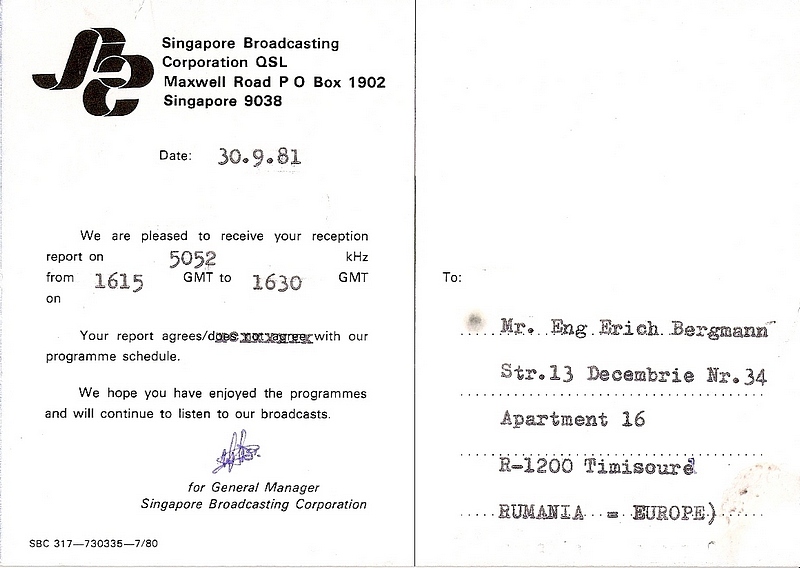 Singapore Broadcasting
Corporation QSL
Maxwell Road P O Box 1902
Singapore 9038
Date: 30.9.81
We are pleased to receive your reception
report on 5052 kHz
from 1615 GMT to 1630 GMT
on
Your report agrees/does not agree with our
programme schedule.
We hope you have enjoyed the programmes
and will continue to listen to our broadcasts.
for General Manager
Singapore Broadcasting Corporation
SBC 317—730335—7/80
To:
Mr. Eng Erich Bergmann
Str.13 Decembrie Nr.34
Apartment 16
R-1200 Timisoure
RUMANIA = EUROPE)